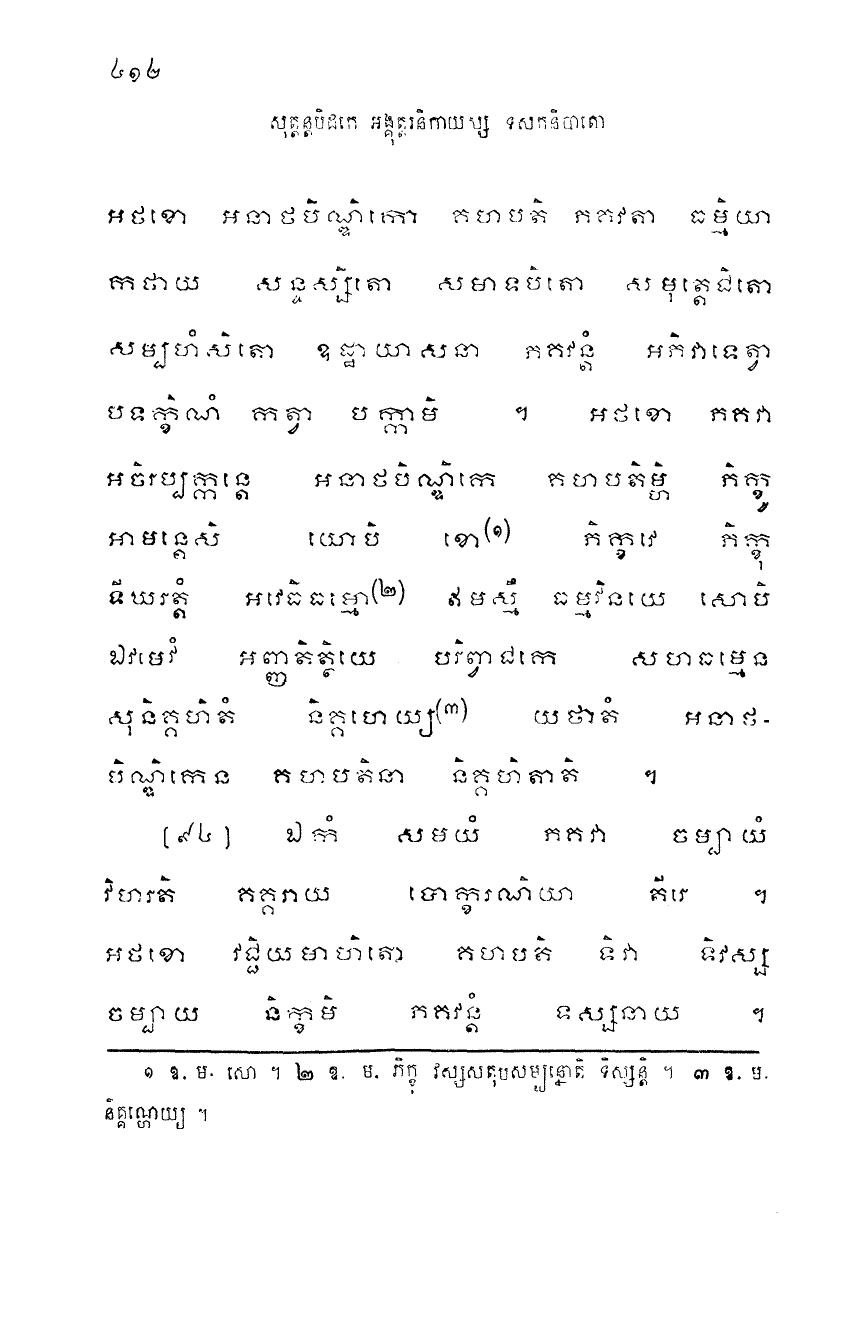 ៤១២
សុត្តន្តបិដកេ អង្គុត្តរនិកាយស្ស ទសកនិបាតោ
អថខោ អនាថបិណ្ឌិកោ គហបតិ ភគវតា ធម្មិយា
កថាយ សន្ទស្សិតោ សមាទបិតោ សមុត្តេជិតោ
សម្បហំសិតោ ឧដ្ឋាយាសនា ភគវន្តំ អភិវាទេត្វា
បទក្ខិណំ កត្វា បក្កាមិ ។ អថខោ ភគវា
អចិរប្បក្កន្តេ អនាថបិណ្ឌិកេ គហបតិម្ហិ ភិក្ខូ
អាមន្តេសិ យោបិ ខោ(១) ភិក្ខវេ ភិក្ខុ
ទីឃរត្តំ អវេធិធម្មោ(២) ឥមស្មឹ ធម្មវិនយេ សោបិ
ឯវមេវំ អញ្ញតិត្ថិយេ បរិព្វាជកេ សហធម្មេន
សុនិគ្គហិតំ និគ្គហេយ្យ(៣) យថាតំ អនាថ-
បិណ្ឌិកេន គហបតិនា និគ្គហិតាតិ ។
[៩៤] ឯកំ សមយំ ភគវា ចម្បាយំ
វិហរតិ គគ្គរាយ បោក្ខរណិយា តីរេ ។
អថខោ វជ្ជិយមាហិតោ គហបតិ ទិវា ទិវស្ស
ចម្បាយ និក្ខមិ ភគវន្តំ ទស្សនាយ ។
១ ឱ. ម. សោ ។ ២ ឱ. ម. ភិក្ខុ វស្សសតុបសម្បន្នោតិ ទិស្សន្តិ ។ ៣ ឱ. ម.
និគ្គណ្ហេយ្យ ។